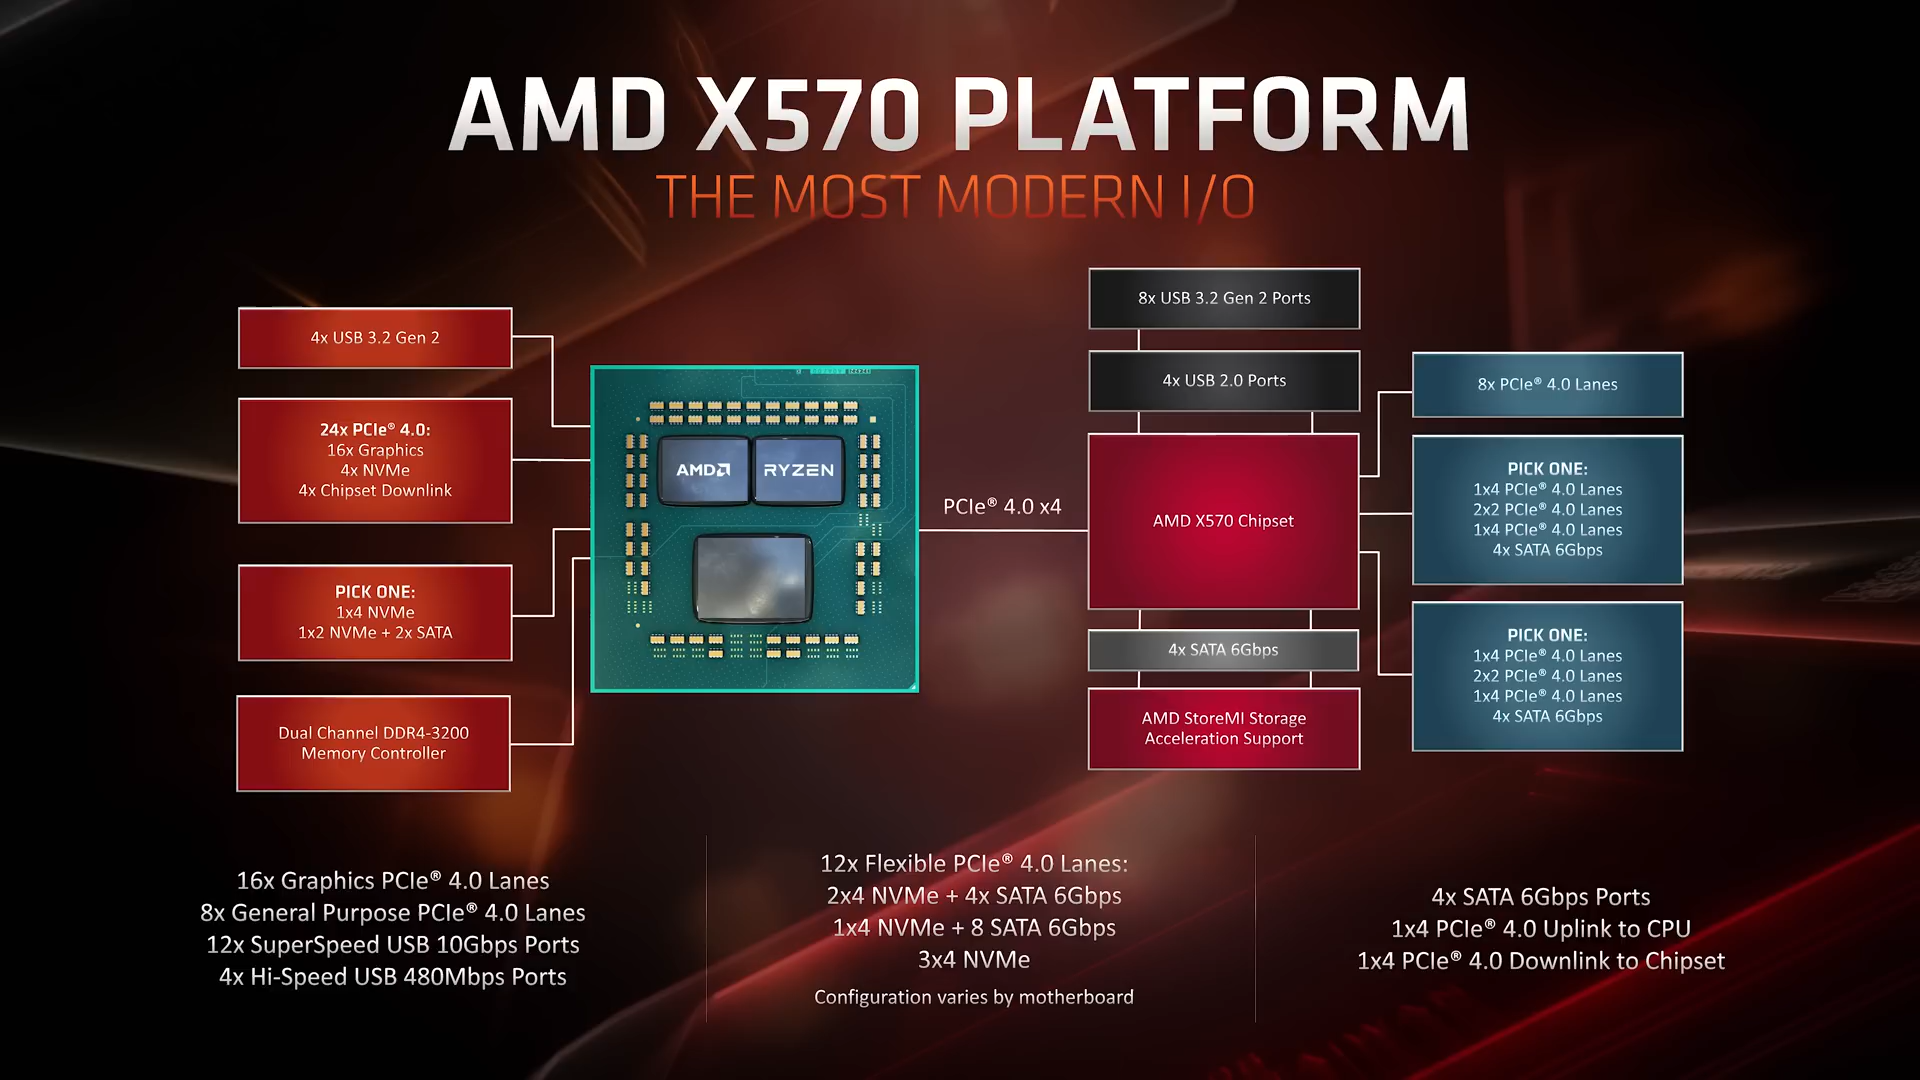 AMD X570 PLATFORM
THE MOST MODERN I/O
4x USB 3.2 Gen 2
24x PCIe® 4.0:
16x Graphics
4x NVMe
4x Chipset Downlink
PICK ONE:
1x4 NVMe
1x2 NVMe + 2x SATA
Dual Channel DDR4-3200
Memory Controller
AMD RYZEN
PCIe® 4.0 x4
8x USB 3.2 Gen 2 Ports
4x USB 2.0 Ports
AMD X570 Chipset
4x SATA 6Gbps
AMD StoreMI Storage
Acceleration Support
8x PCIe® 4.0 Lanes
PICK ONE:
1x4 PCIe® 4.0 Lanes
2x2 PCIe® 4.0 Lanes
1x4 PCIe® 4.0 Lanes
4x SATA 6Gbps
PICK ONE:
1x4 PCIe® 4.0 Lanes
2x2 PCIe® 4.0 Lanes
1x4 PCIe® 4.0 Lanes
4x SATA 6Gbps
16x Graphics PCIe® 4.0 Lanes
8x General Purpose PCIe® 4.0 Lanes
12x SuperSpeed USB 10Gbps Ports
4x Hi-Speed USB 480Mbps Ports
12x Flexible PCIe® 4.0 Lanes:
2x4 NVMe + 4x SATA 6Gbps
1x4 NVMe + 8 SATA 6Gbps
3x4 NVMe
Configuration varies by motherboard
4x SATA 6Gbps Ports
1x4 PCIe® 4.0 Uplink to CPU
1x4 PCIe® 4.0 Downlink to Chipset